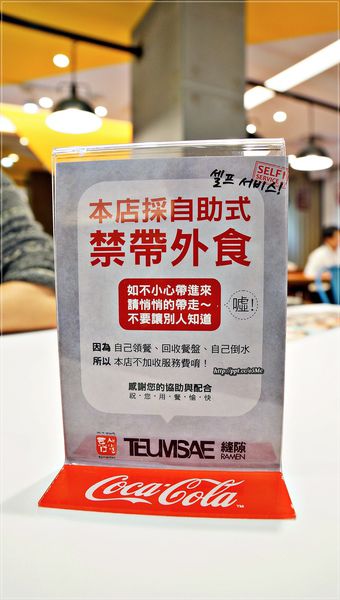 셀프 서비스!
SELF SERVICE
本店採自助式
禁帶外食
如不小心帶進來
請悄悄的帶走～
不要讓別人知道
噓!
因為 自己領餐、回收餐盤、自己倒水
所以 本店不加收服務費唷!
感謝您的協助與配合
祝·您·用·餐·愉·快
TEUMSAE 縫隙
RAMEN
Coca-Cola